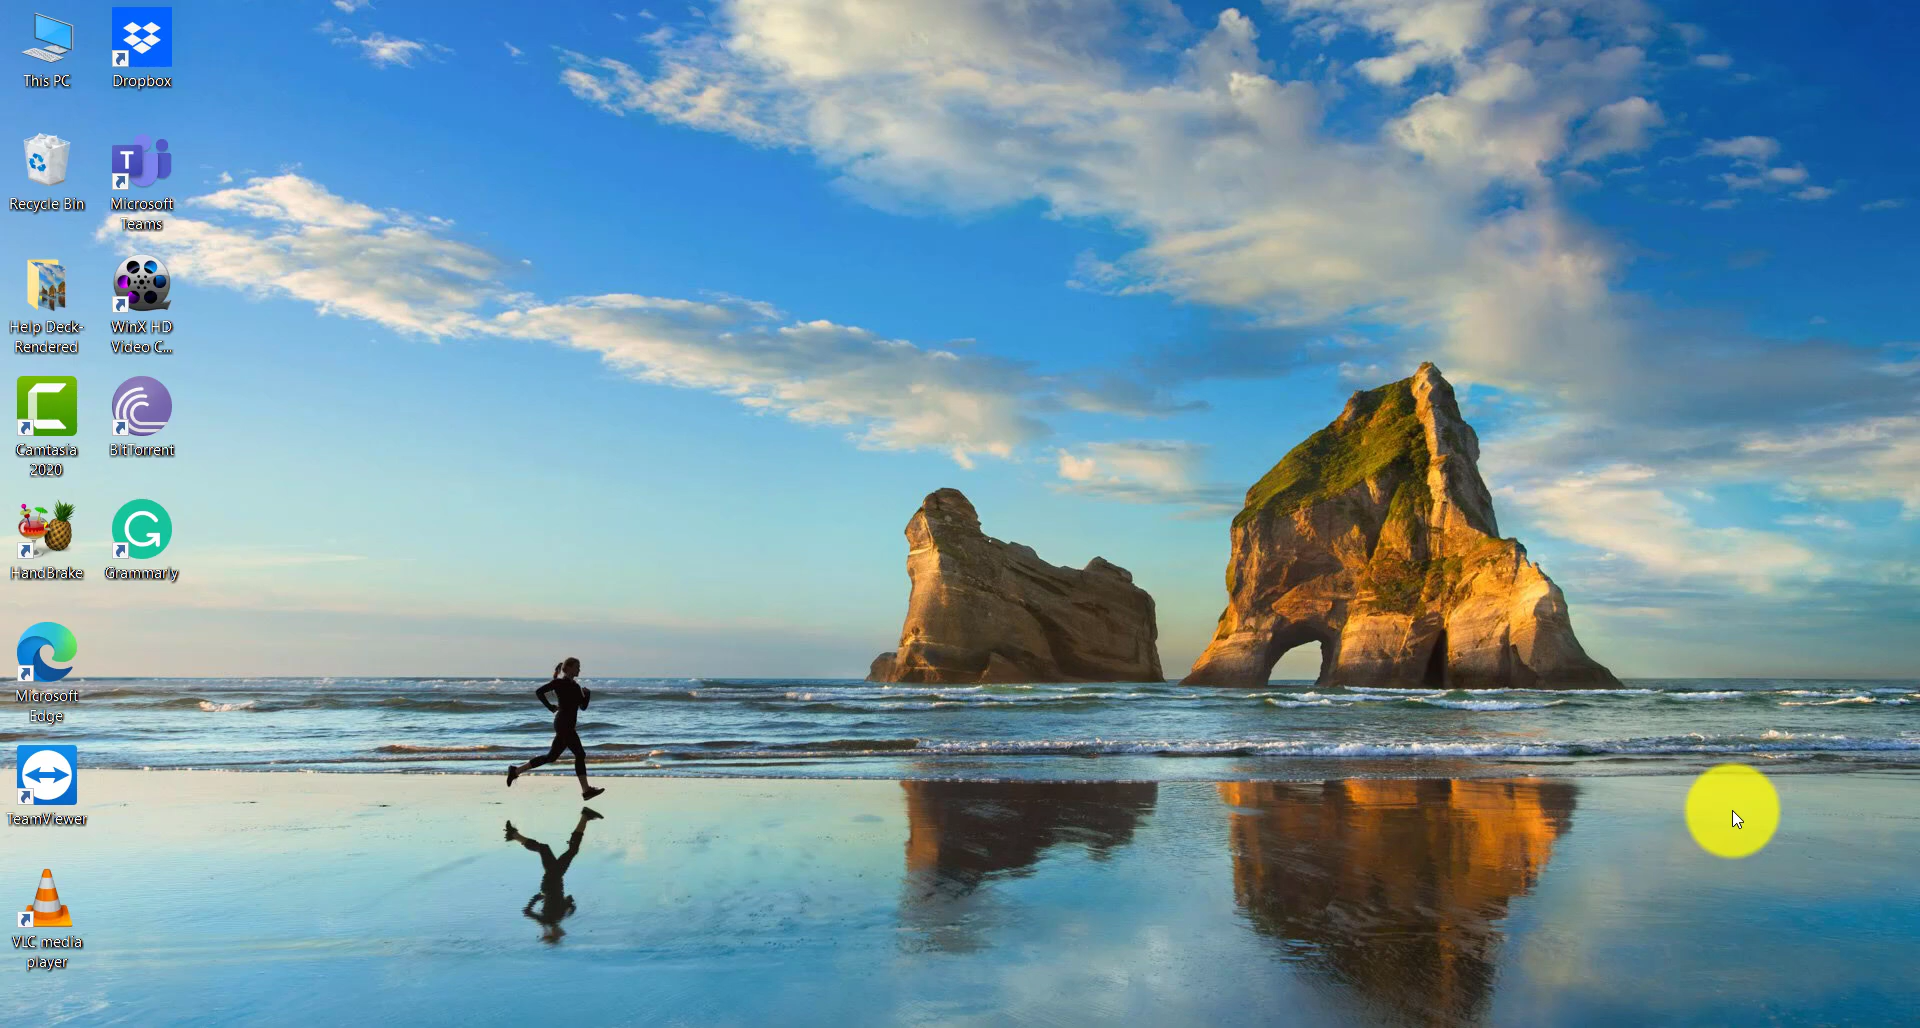 This PC
Dropbox
Recycle Bin
Microsoft
Teams
Help Deck-
Rendered
WinX HD
Video C...
Camtasia
2020
BitTorrent
HandBrake
Grammarly
Microsoft
Edge
TeamViewer
VLC media
player